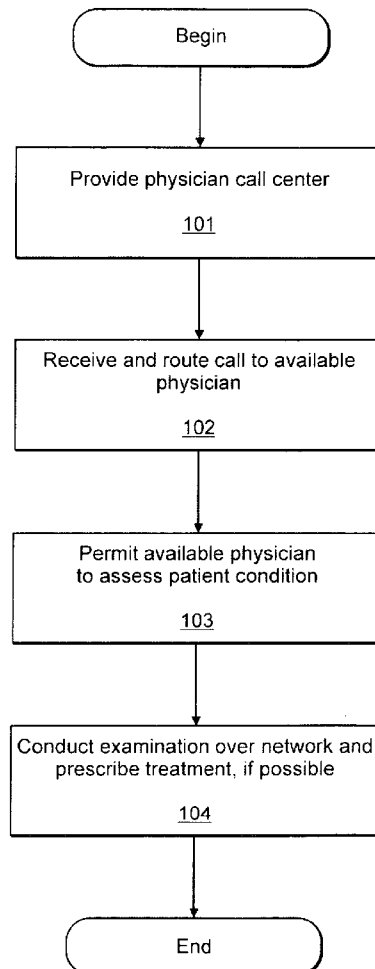 Begin
Provide physician call center
101
Receive and route call to available
physician
102
Permit available physician
to assess patient condition
103
Conduct examination over network and
prescribe treatment, if possible
104
End